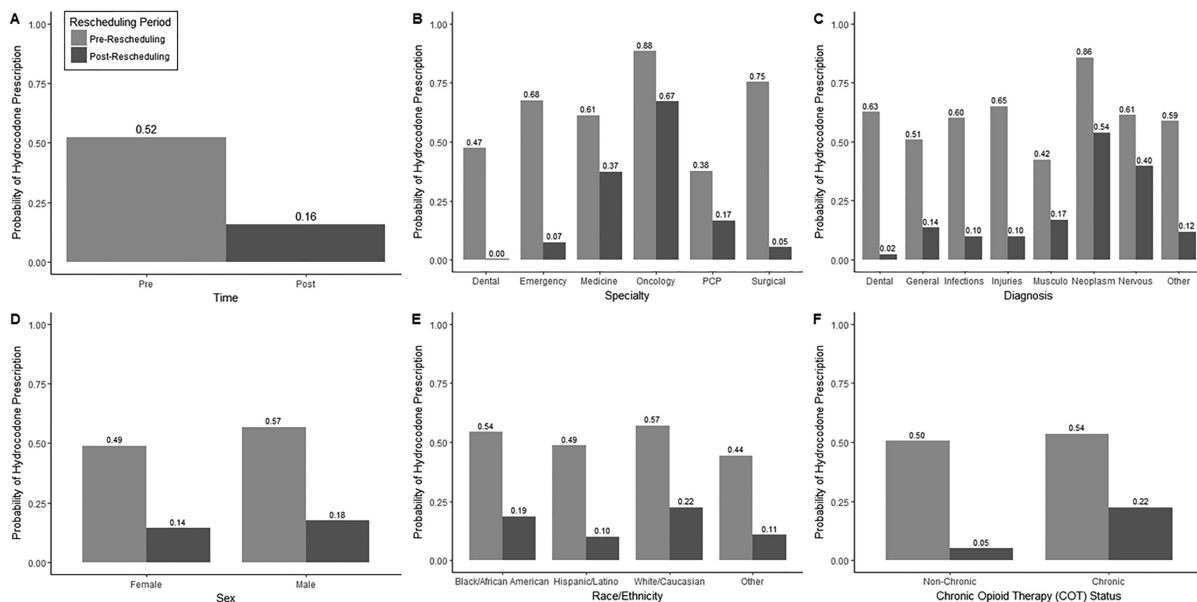 A
Rescheduling Period
Pre-Rescheduling
Post-Rescheduling
Probability of Hydrocodone Prescription
1.00
0.75
0.50
0.25
0.00
0.52
0.16
Pre
Post
Time
B
Probability of Hydrocodone Prescription
1.00
0.75
0.50
0.25
0.00
0.47
0.00
0.68
0.07
0.61
0.37
0.88
0.67
0.38
0.17
0.75
0.05
Dental
Emergency
Medicine
Oncology
PCP
Surgical
Specialty
C
Probability of Hydrocodone Prescription
1.00
0.75
0.50
0.25
0.00
0.63
0.02
0.51
0.14
0.60
0.10
0.65
0.10
0.42
0.17
0.86
0.54
0.61
0.40
0.59
0.12
Dental
General
Infections
Injuries
Musculo
Neoplasm
Nervous
Other
Diagnosis
D
Probability of Hydrocodone Prescription
1.00
0.75
0.50
0.25
0.00
0.49
0.14
0.57
0.18
Female
Male
Sex
E
Probability of Hydrocodone Prescription
1.00
0.75
0.50
0.25
0.00
0.54
0.19
0.49
0.10
0.57
0.22
0.44
0.11
Black/African American
Hispanic/Latino
White/Caucasian
Other
Race/Ethnicity
F
Probability of Hydrocodone Prescription
1.00
0.75
0.50
0.25
0.00
0.50
0.05
0.54
0.22
Non-Chronic
Chronic
Chronic Opioid Therapy (COT) Status